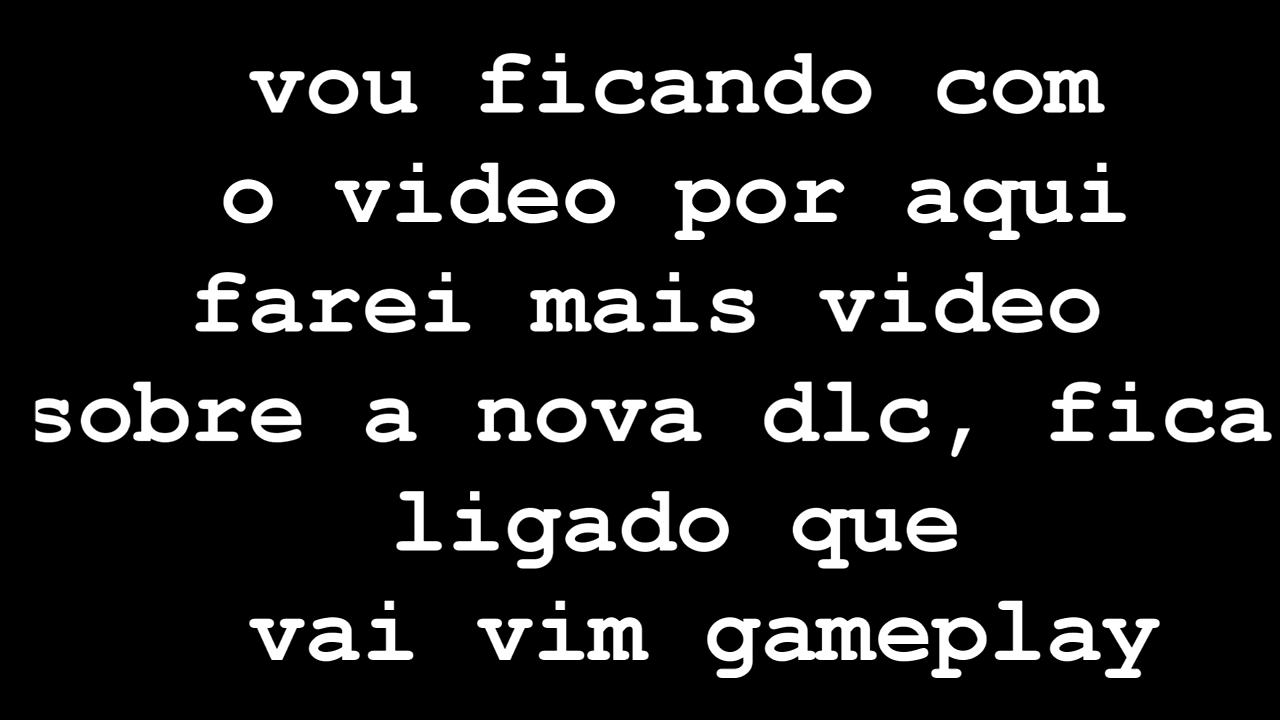 vou ficando com
o video por aqui
farei mais video
sobre a nova dlc, fica
ligado que
vai vim gameplay